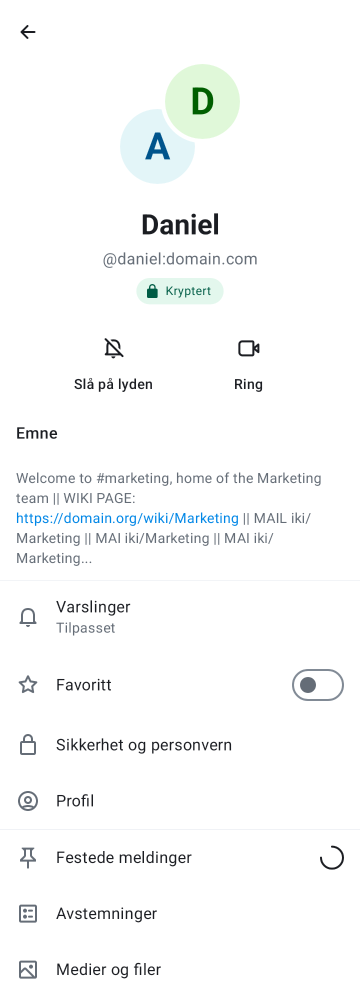 D
A
Daniel
@daniel:domain.com
Kryptert
Slå på lyden
Ring
Emne
Welcome to #marketing, home of the Marketing
team || WIKI PAGE:
https://domain.org/wiki/Marketing || MAIL iki/
Marketing || MAI iki/Marketing || MAI iki/
Marketing...
Varslinger
Tilpasset
Favoritt
Sikkerhet og personvern
Profil
Festede meldinger
Avstemninger
Medier og filer